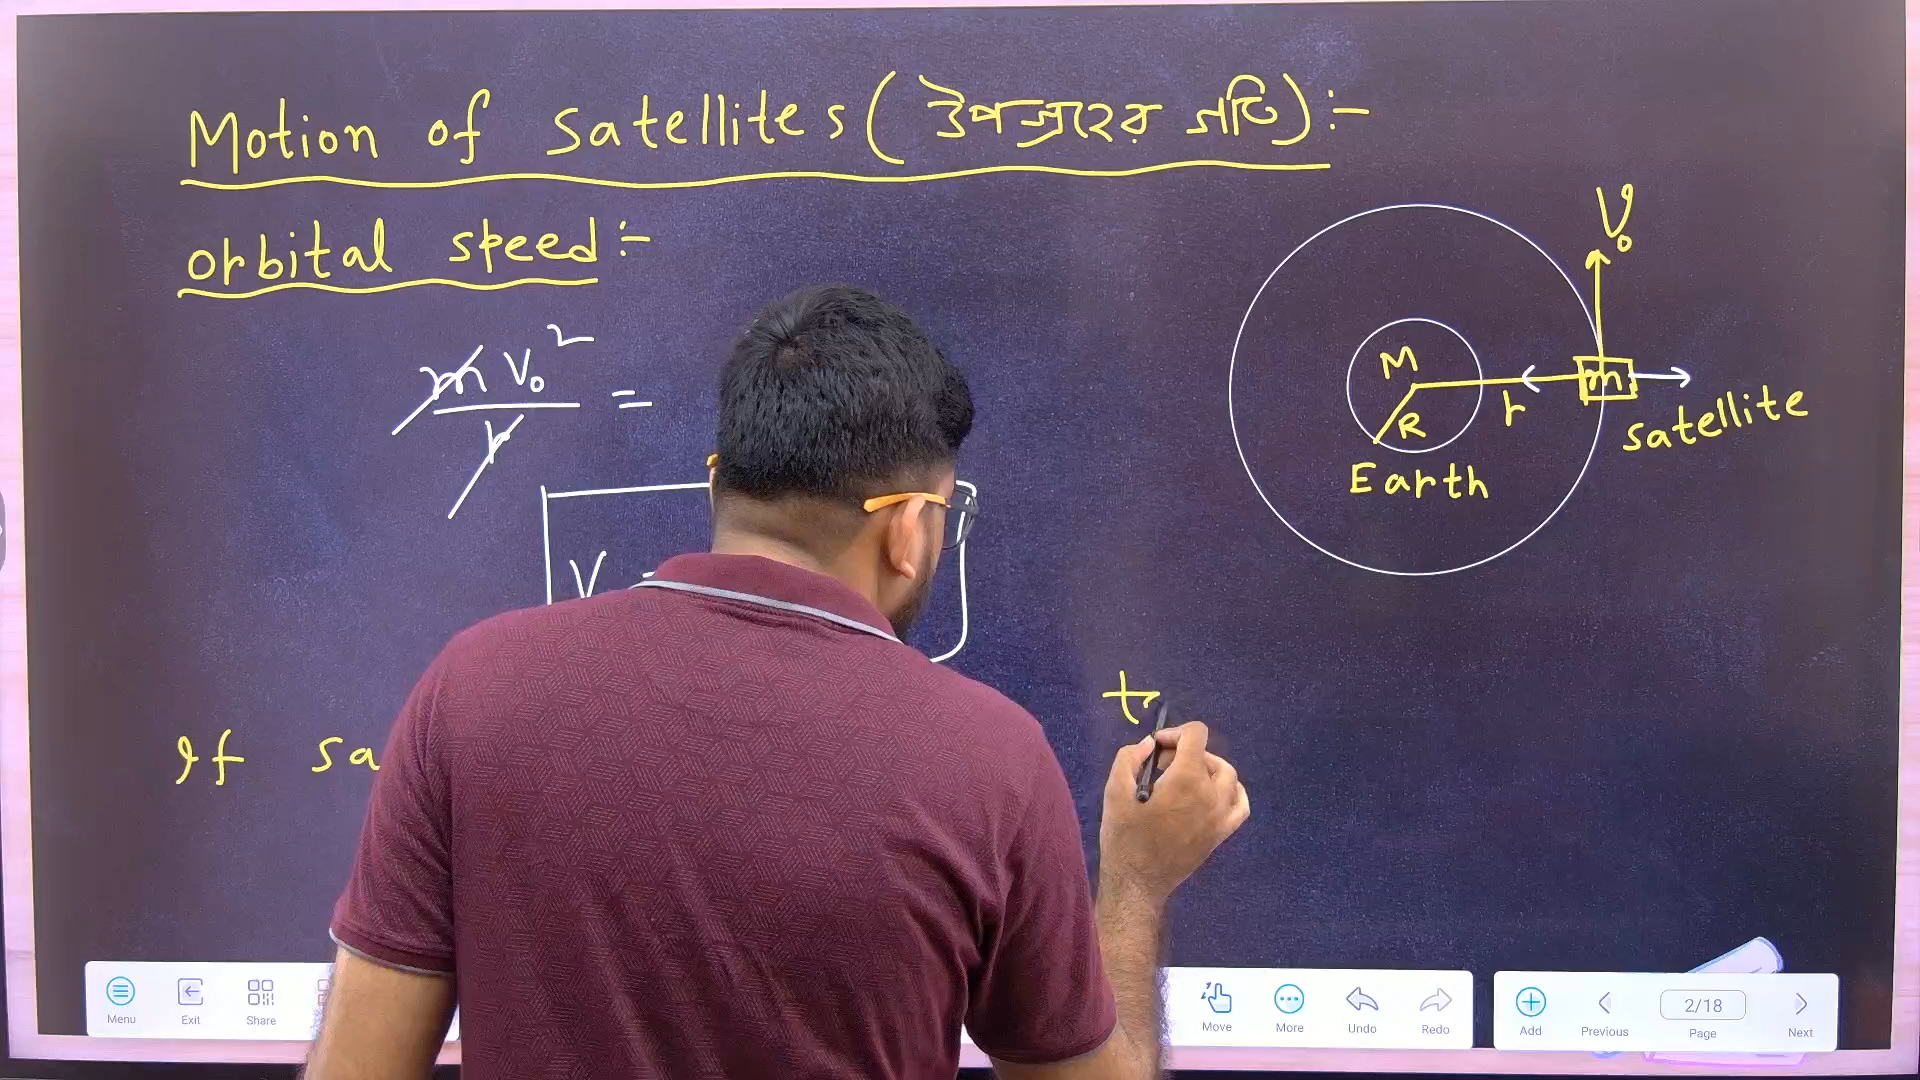 Motion of satellites (উপগ্রহের গতি) :-
orbital speed :-
V₀
m V₀² / r =
M
R
r
m
satellite
Earth
V
If sa
Menu
Exit
Share
Move
More
Undo
Redo
Add
Previous
2/18
Page
Next